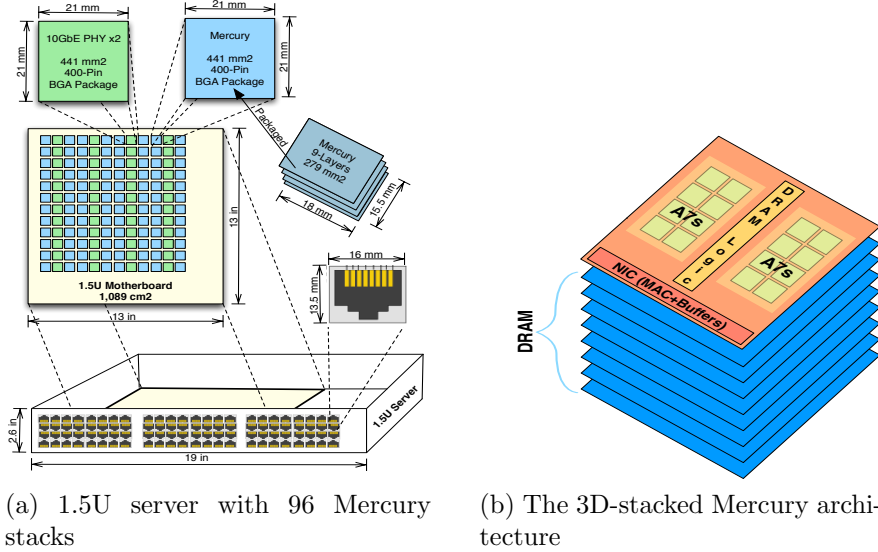 21 mm
21 mm
10GbE PHY x2
441 mm2
400-Pin
BGA Package
21 mm
Mercury
441 mm2
400-Pin
BGA Package
21 mm
Packaged
Mercury
9-Layers
279 mm2
18 mm
15.5 mm
13 in
1.5U Motherboard
1,089 cm2
13 in
16 mm
13.5 mm
1.5U Server
2.6 in
19 in
(a) 1.5U server with 96 Mercury
stacks
A7s
DRAM Logic
A7s
NIC (MAC+Buffers)
DRAM
(b) The 3D-stacked Mercury archi-
tecture